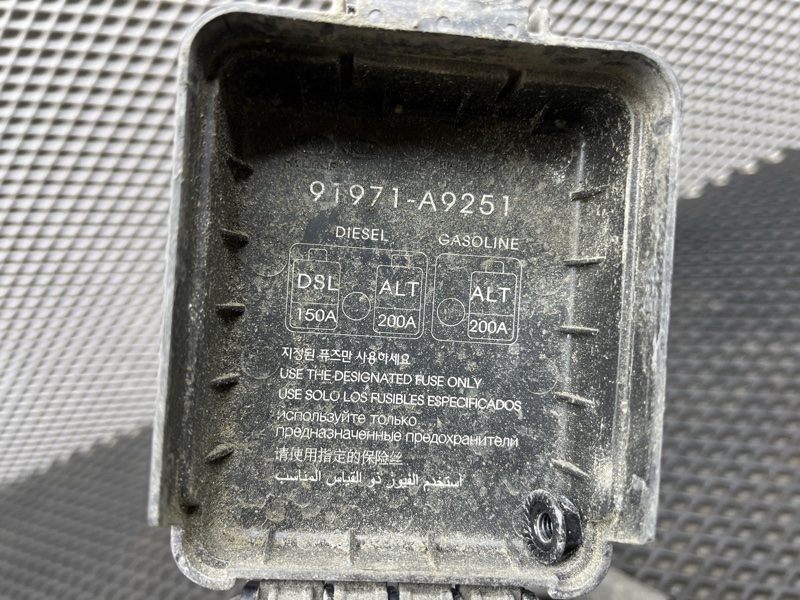 91971-A9251
DIESEL GASOLINE
DSL ALT ALT
150A 200A 200A
지정된 퓨즈만 사용하세요
USE THE DESIGNATED FUSE ONLY
USE SOLO LOS FUSIBLES ESPECIFICADOS
используйте только
предназначенные предохранители
请使用指定的保险丝
استخدم الفيوز ذو القياس المناسب